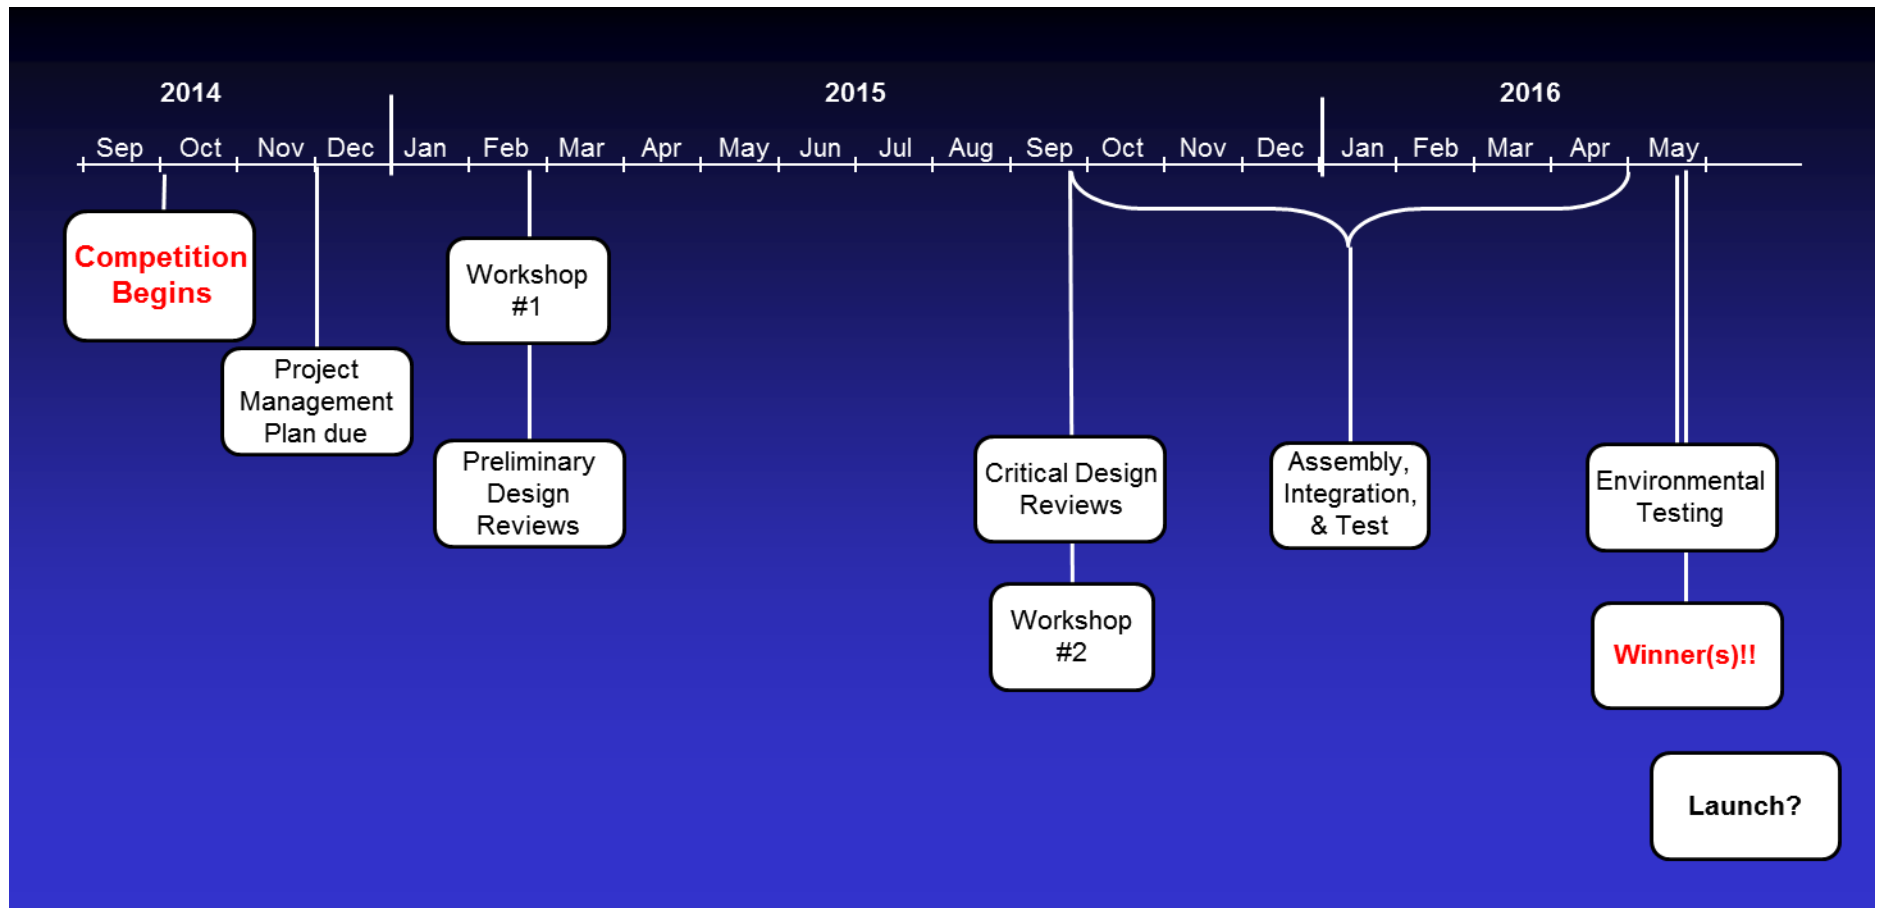 2014 2015 2016
Sep Oct Nov Dec Jan Feb Mar Apr May Jun Jul Aug Sep Oct Nov Dec Jan Feb Mar Apr May
Competition
Begins
Project
Management
Plan due
Workshop
#1
Preliminary
Design
Reviews
Critical Design
Reviews
Workshop
#2
Assembly,
Integration,
& Test
Environmental
Testing
Winner(s)!!
Launch?